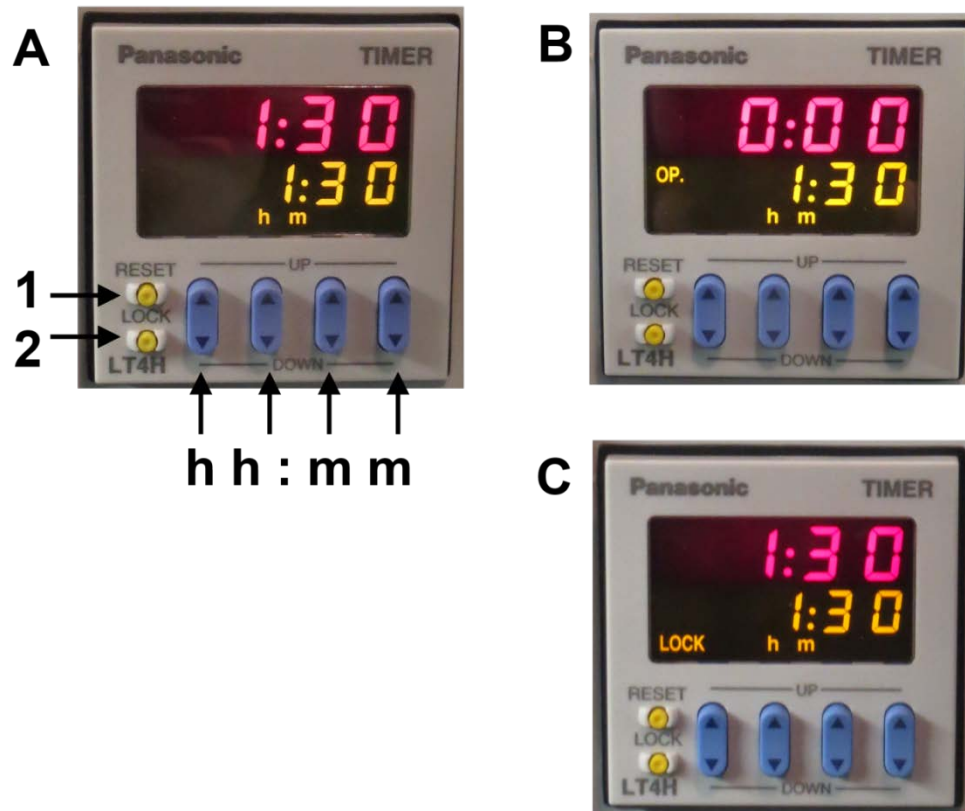 A
Panasonic TIMER
1:30
1:30
h m
RESET
UP
1
LOCK
2
LT4H
DOWN
h h : m m
B
Panasonic TIMER
0:00
OP. 1:30
h m
RESET
UP
LOCK
LT4H
DOWN
C
Panasonic TIMER
1:30
1:30
LOCK h m
RESET
UP
LOCK
LT4H
DOWN